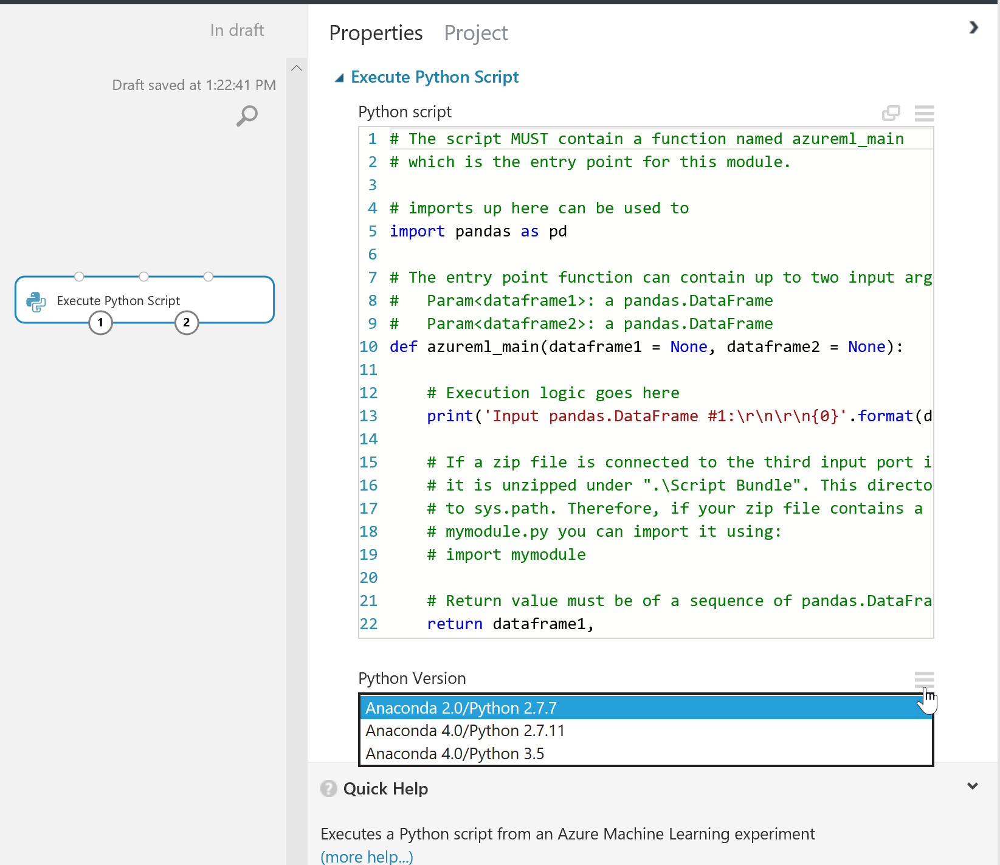 In draft
Draft saved at 1:22:41 PM
Execute Python Script
1 2
Properties Project
Execute Python Script
Python script
1 # The script MUST contain a function named azureml_main
2 # which is the entry point for this module.
3
4 # imports up here can be used to
5 import pandas as pd
6
7 # The entry point function can contain up to two input arg
8 #   Param<dataframe1>: a pandas.DataFrame
9 #   Param<dataframe2>: a pandas.DataFrame
10 def azureml_main(dataframe1 = None, dataframe2 = None):
11
12     # Execution logic goes here
13     print('Input pandas.DataFrame #1:\r\n\r\n{0}'.format(d
14
15     # If a zip file is connected to the third input port i
16     # it is unzipped under ".\Script Bundle". This directo
17     # to sys.path. Therefore, if your zip file contains a
18     # mymodule.py you can import it using:
19     # import mymodule
20
21     # Return value must be of a sequence of pandas.DataFra
22     return dataframe1,
Python Version
Anaconda 2.0/Python 2.7.7
Anaconda 4.0/Python 2.7.11
Anaconda 4.0/Python 3.5
? Quick Help
Executes a Python script from an Azure Machine Learning experiment
(more help...)